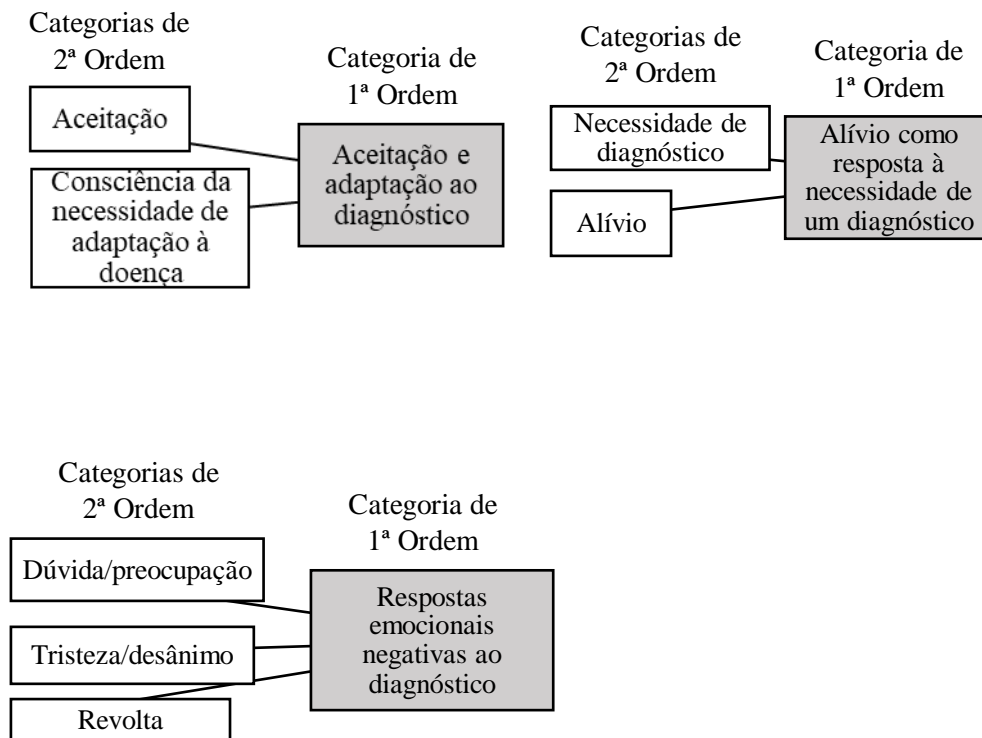 Categorias de
2ª Ordem
Categoria de
1ª Ordem
Aceitação
Consciência da
necessidade de
adaptação à
doença
Aceitação e
adaptação ao
diagnóstico
Categorias de
2ª Ordem
Categoria de
1ª Ordem
Necessidade de
diagnóstico
Alívio
Alívio como
resposta à
necessidade de
um diagnóstico
Categorias de
2ª Ordem
Categoria de
1ª Ordem
Dúvida/preocupação
Tristeza/desânimo
Revolta
Respostas
emocionais
negativas ao
diagnóstico